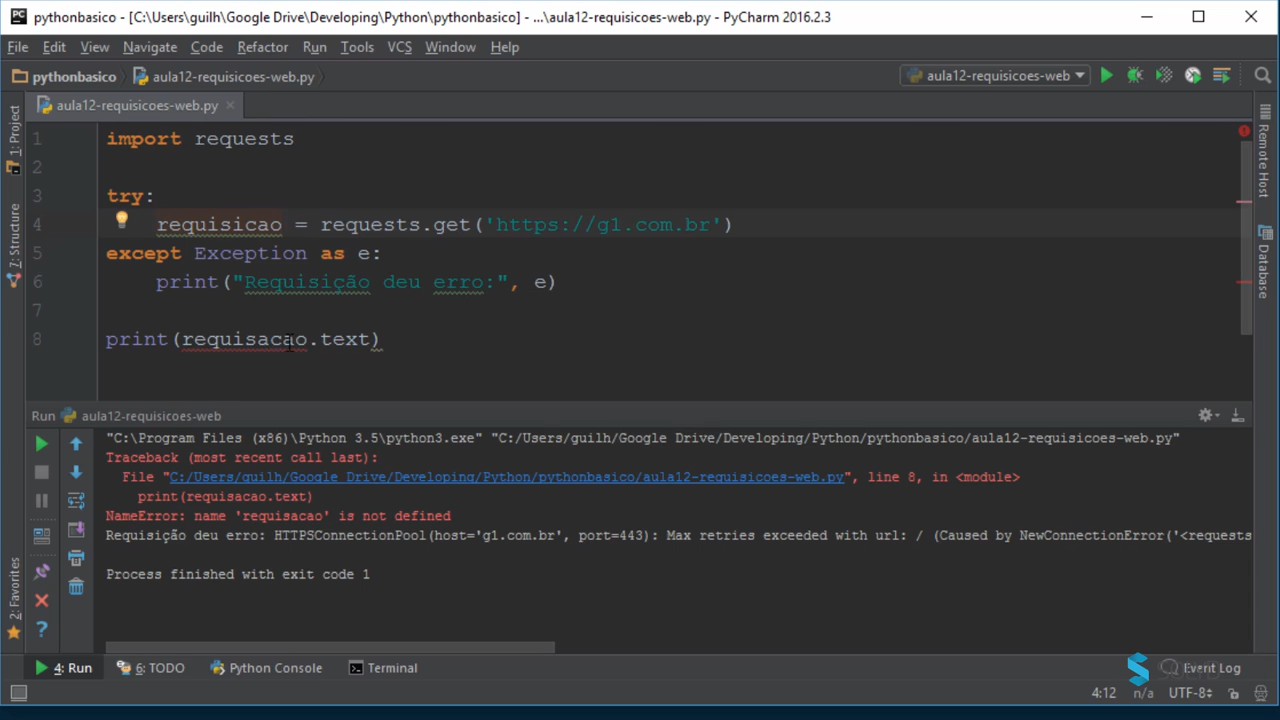 pythonbasico - [C:\Users\guilh\Google Drive\Developing\Python\pythonbasico] - ...\aula12-requisicoes-web.py - PyCharm 2016.2.3
File Edit View Navigate Code Refactor Run Tools VCS Window Help
pythonbasico aula12-requisicoes-web.py aula12-requisicoes-web
aula12-requisicoes-web.py
1: Project
7: Structure
2: Favorites
Remote Host
Database
1 import requests
2
3 try:
4 requisicao = requests.get('https://g1.com.br')
5 except Exception as e:
6 print("Requisição deu erro:", e)
7
8 print(requisacao.text)
Run aula12-requisicoes-web
"C:\Program Files (x86)\Python 3.5\python3.exe" "C:/Users/guilh/Google Drive/Developing/Python/pythonbasico/aula12-requisicoes-web.py"
Traceback (most recent call last):
File "C:/Users/guilh/Google Drive/Developing/Python/pythonbasico/aula12-requisicoes-web.py", line 8, in <module>
print(requisacao.text)
NameError: name 'requisacao' is not defined
Requisição deu erro: HTTPSConnectionPool(host='g1.com.br', port=443): Max retries exceeded with url: / (Caused by NewConnectionError('<requests
Process finished with exit code 1
4: Run 6: TODO Python Console Terminal Event Log
4:12 n/a UTF-8